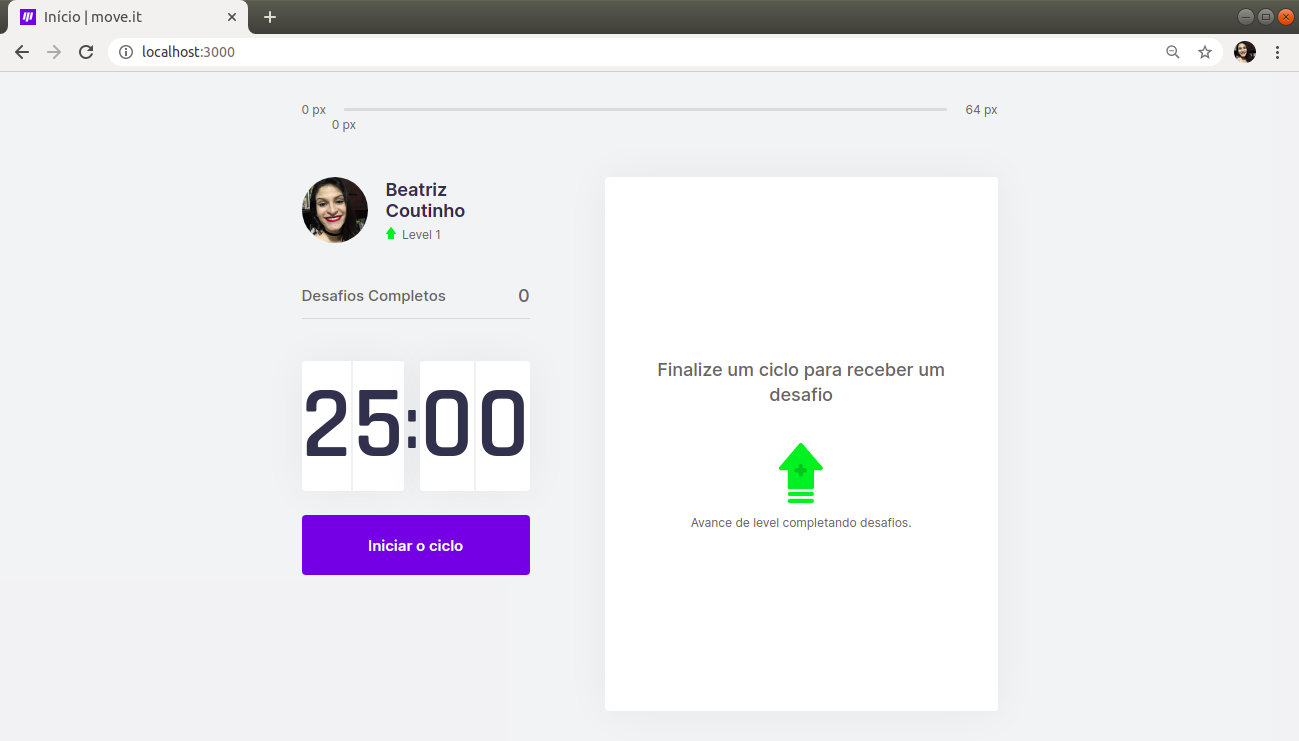 Início | move.it
localhost:3000
0 px
64 px
0 px
Beatriz
Coutinho
Level 1
Desafios Completos 0
25:00
Iniciar o ciclo
Finalize um ciclo para receber um
desafio
Avance de level completando desafios.